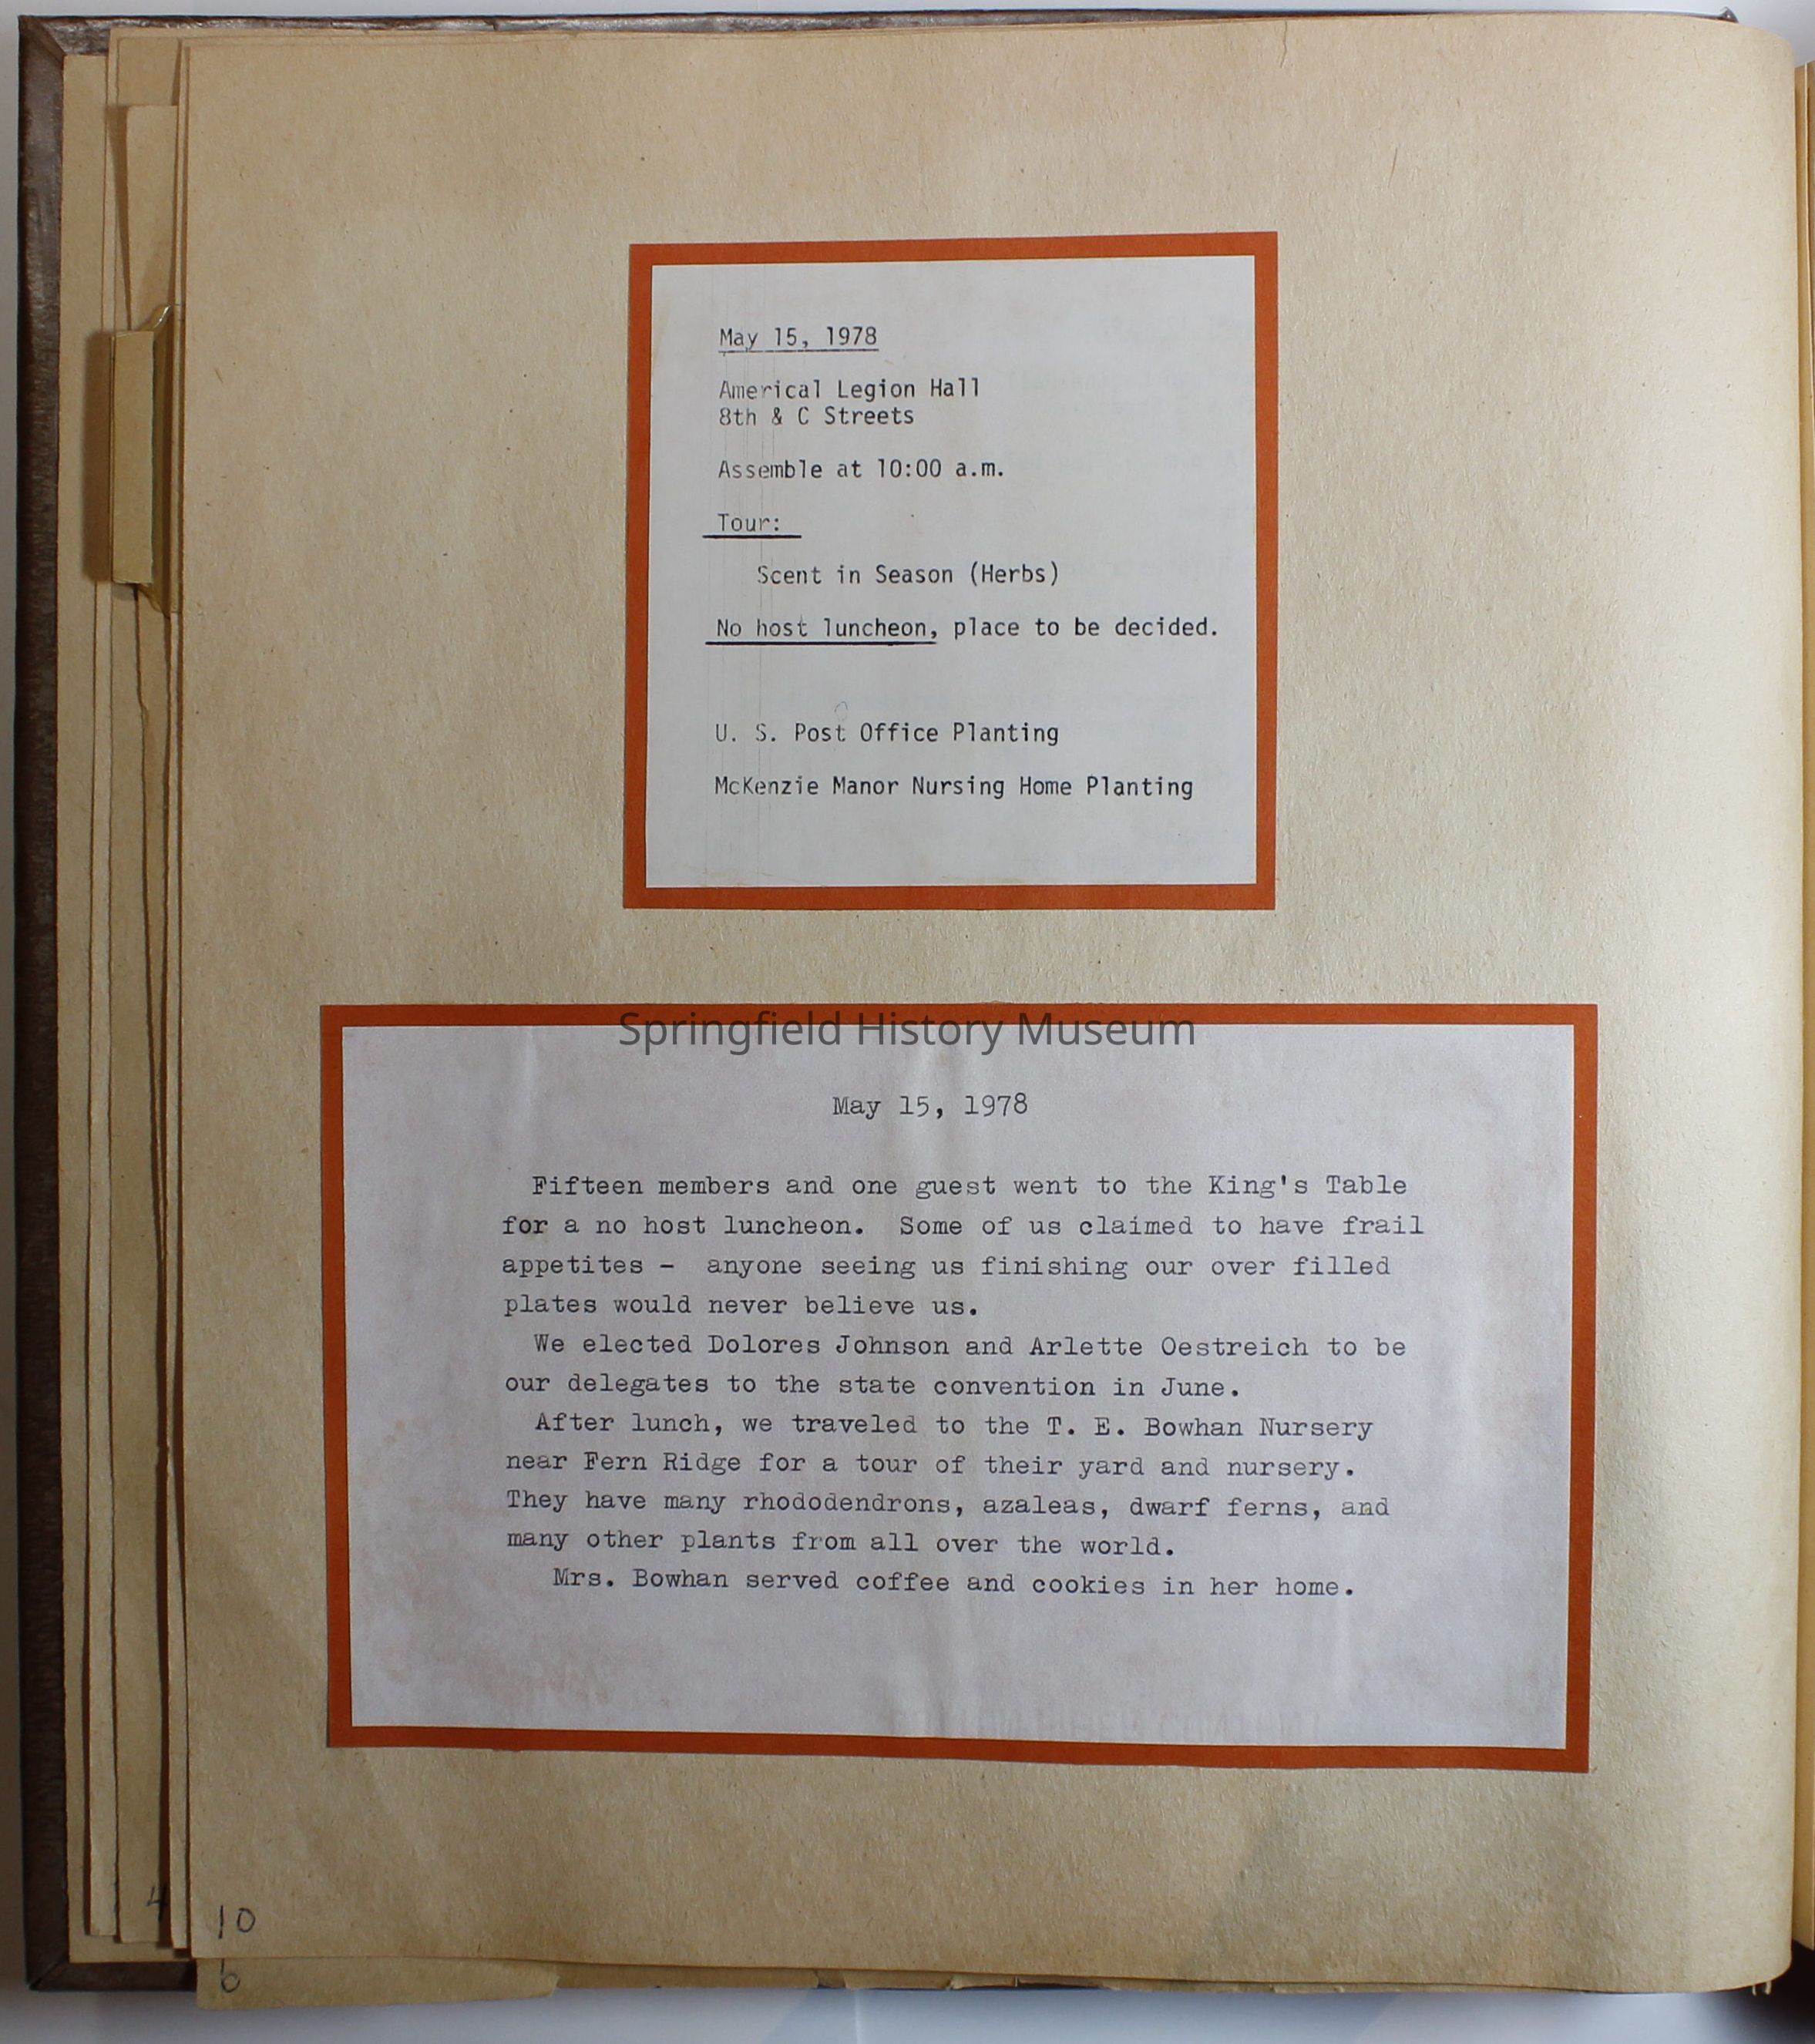 May 15, 1978
Americal Legion Hall
8th & C Streets
Assemble at 10:00 a.m.
Tour:
Scent in Season (Herbs)
No host luncheon, place to be decided.
U. S. Post Office Planting
McKenzie Manor Nursing Home Planting
Springfield History Museum
May 15, 1978
Fifteen members and one guest went to the King's Table
for a no host luncheon. Some of us claimed to have frail
appetites - anyone seeing us finishing our over filled
plates would never believe us.
We elected Dolores Johnson and Arlette Oestreich to be
our delegates to the state convention in June.
After lunch, we traveled to the T. E. Bowhan Nursery
near Fern Ridge for a tour of their yard and nursery.
They have many rhododendrons, azaleas, dwarf ferns, and
many other plants from all over the world.
Mrs. Bowhan served coffee and cookies in her home.
4
10
6